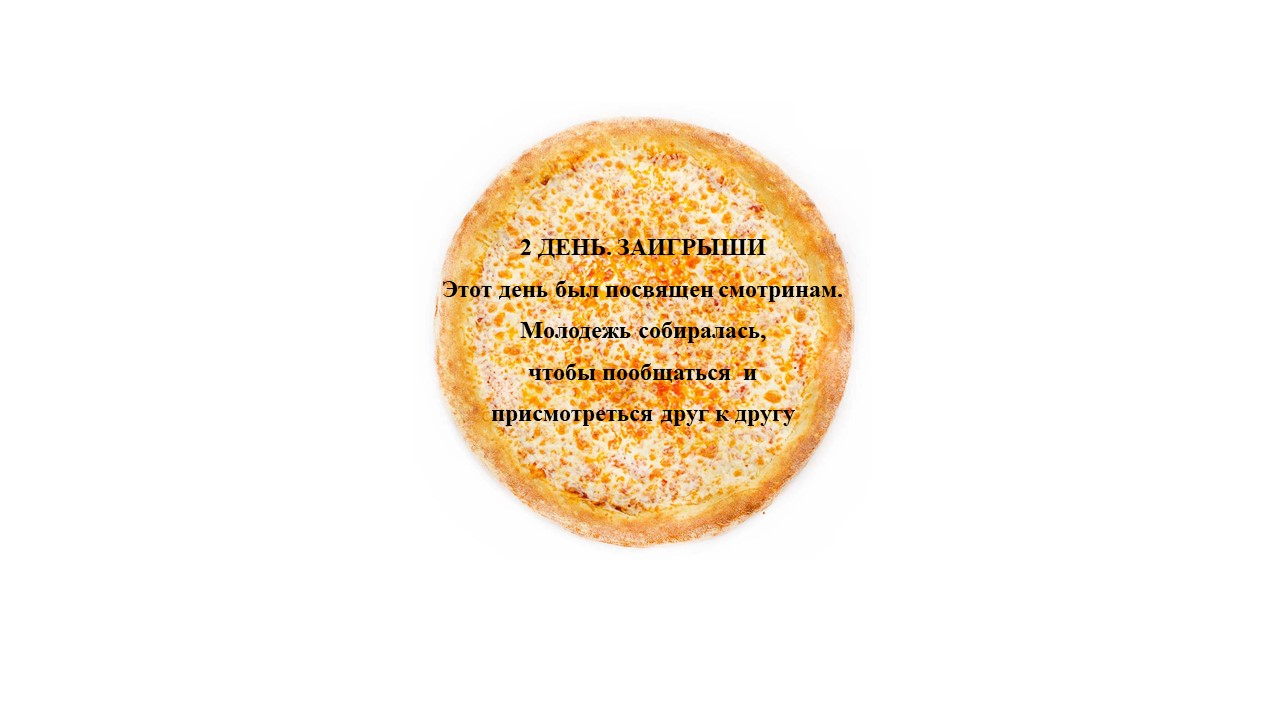 2 ДЕНЬ. ЗАИГРЫШИ
Этот день был посвящен смотринам.
Молодежь собиралась,
чтобы пообщаться  и
присмотреться друг к другу